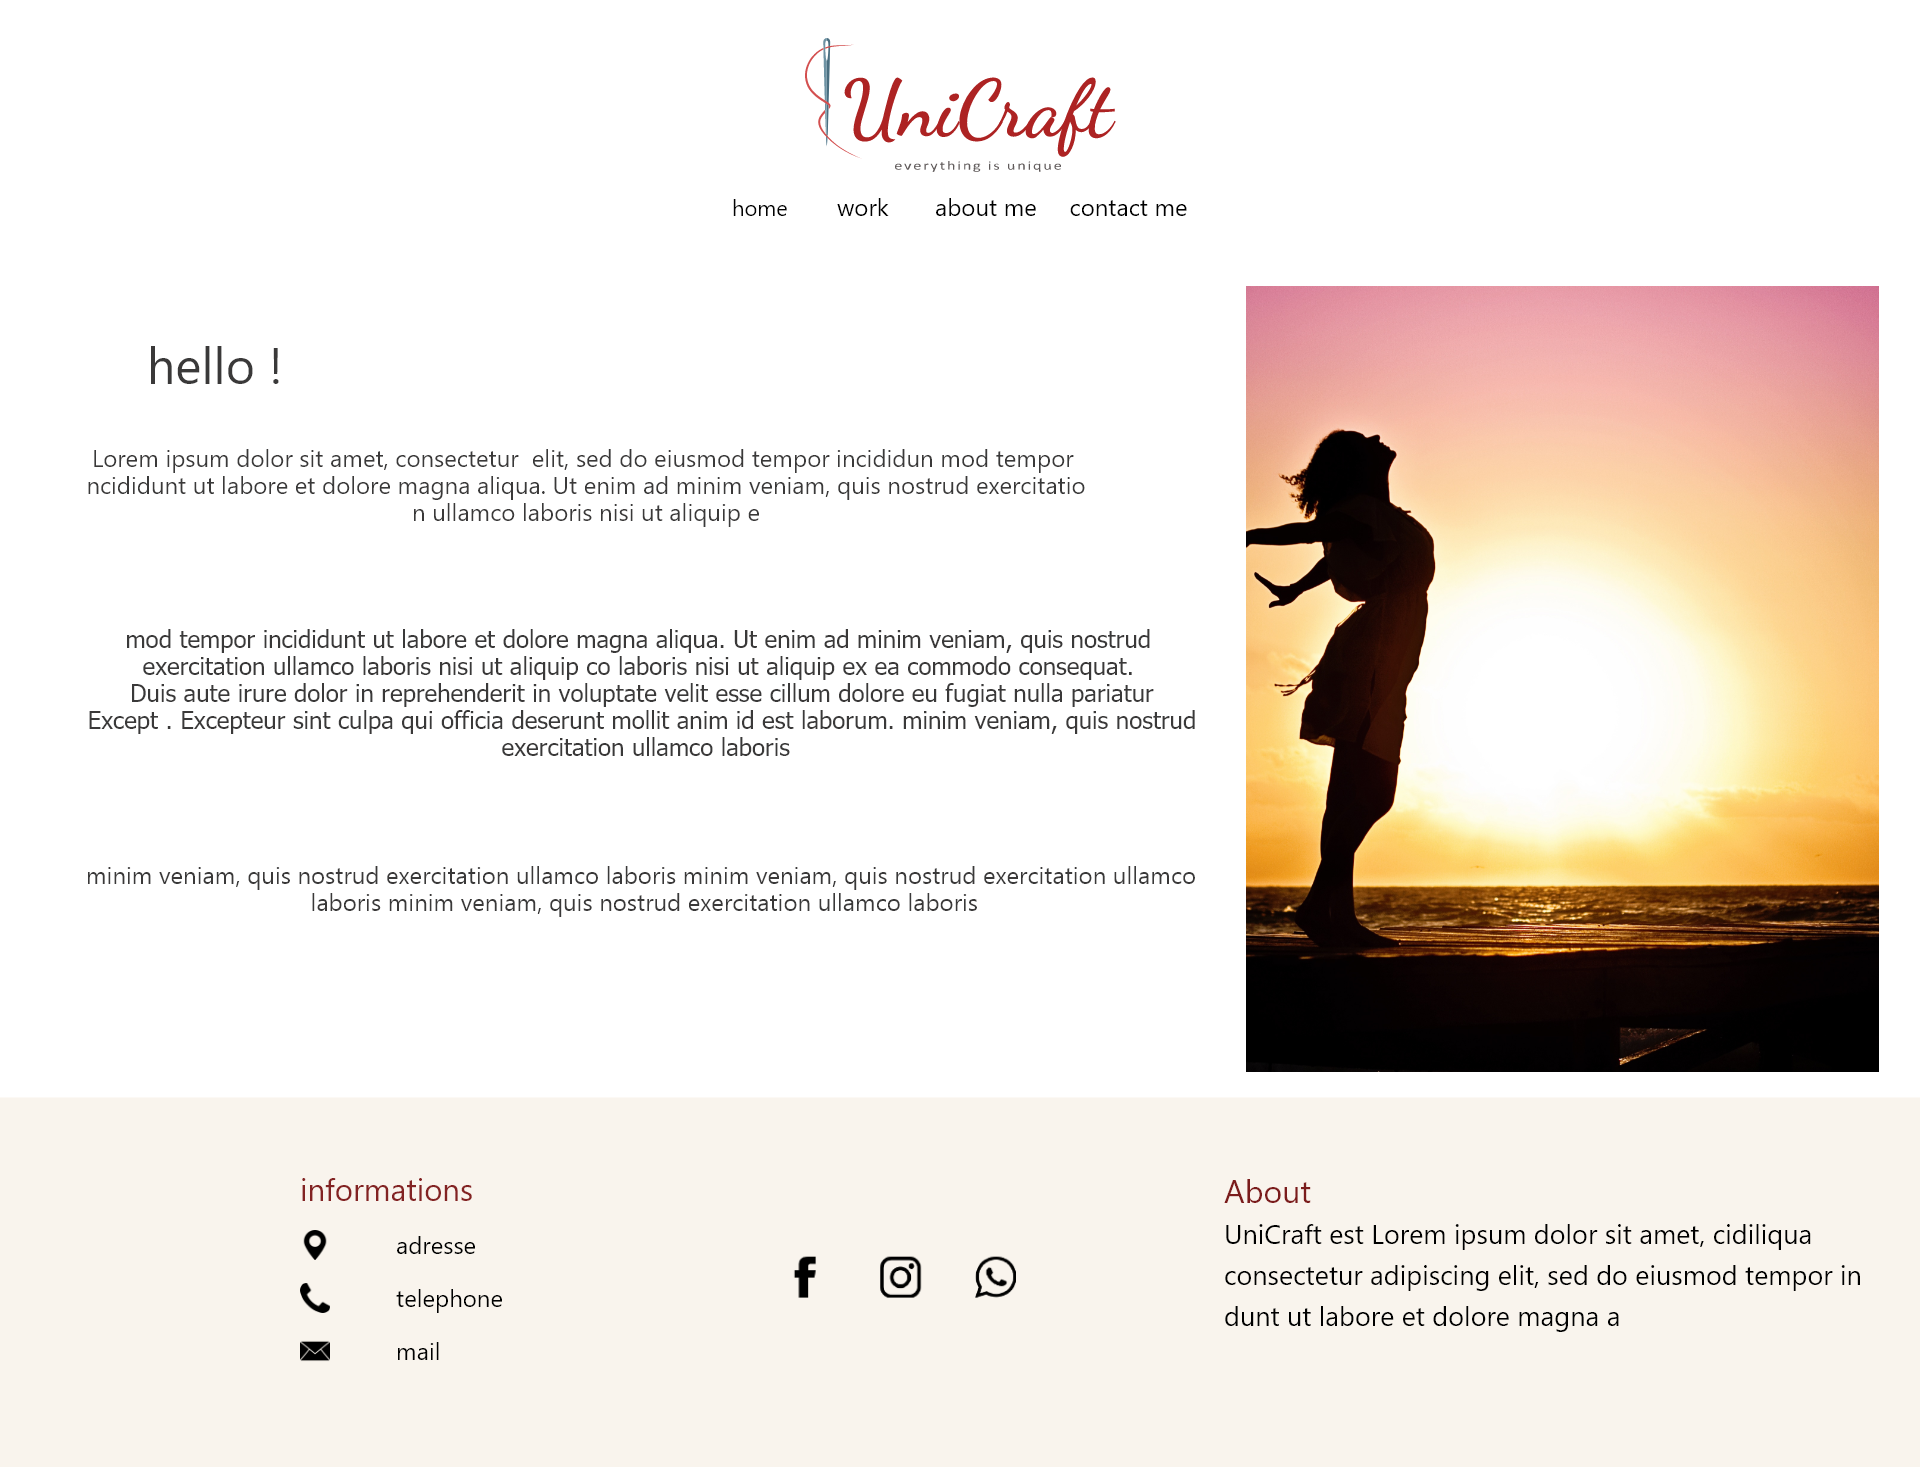 UniCraft
everything is unique
home work about me contact me
hello !
Lorem ipsum dolor sit amet, consectetur  elit, sed do eiusmod tempor incididun mod tempor
ncididunt ut labore et dolore magna aliqua. Ut enim ad minim veniam, quis nostrud exercitatio
n ullamco laboris nisi ut aliquip e
mod tempor incididunt ut labore et dolore magna aliqua. Ut enim ad minim veniam, quis nostrud
exercitation ullamco laboris nisi ut aliquip co laboris nisi ut aliquip ex ea commodo consequat.
Duis aute irure dolor in reprehenderit in voluptate velit esse cillum dolore eu fugiat nulla pariatur
Except . Excepteur sint culpa qui officia deserunt mollit anim id est laborum. minim veniam, quis nostrud
exercitation ullamco laboris
minim veniam, quis nostrud exercitation ullamco laboris minim veniam, quis nostrud exercitation ullamco
laboris minim veniam, quis nostrud exercitation ullamco laboris
informations
adresse
telephone
mail
About
UniCraft est Lorem ipsum dolor sit amet, cidiliqua
consectetur adipiscing elit, sed do eiusmod tempor in
dunt ut labore et dolore magna a